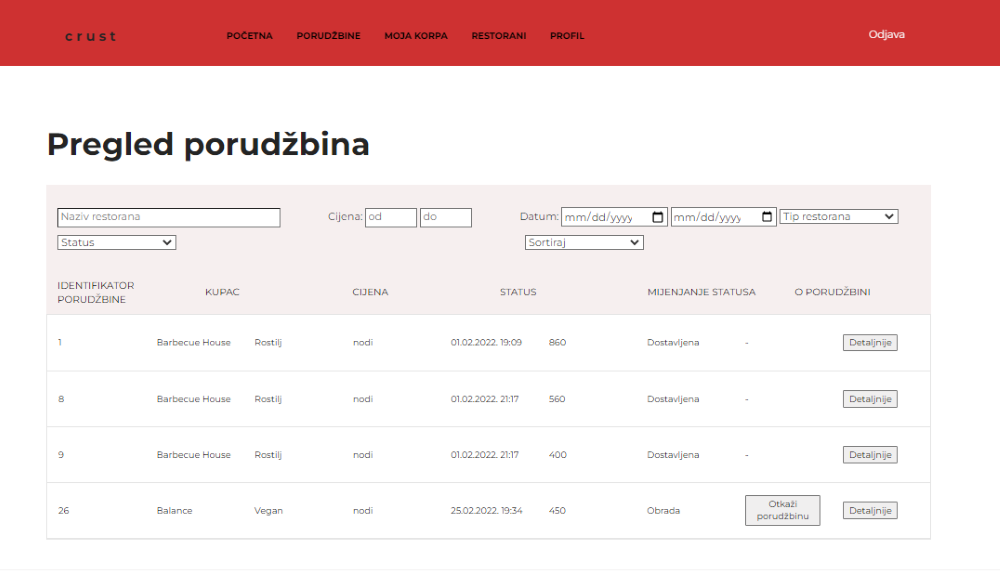 crust POČETNA PORUDŽBINE MOJA KORPA RESTORANI PROFIL Odjava
Pregled porudžbina
Naziv restorana Cijena: od do Datum: mm/dd/yyyy mm/dd/yyyy Tip restorana
Status Sortiraj
IDENTIFIKATOR PORUDŽBINE KUPAC CIJENA STATUS MIJENJANJE STATUSA O PORUDŽBINI
1 Barbecue House Rostilj nodi 01.02.2022. 19:09 860 Dostavljena - Detaljnije
8 Barbecue House Rostilj nodi 01.02.2022. 21:17 560 Dostavljena - Detaljnije
9 Barbecue House Rostilj nodi 01.02.2022. 21:17 400 Dostavljena - Detaljnije
26 Balance Vegan nodi 25.02.2022. 19:34 450 Obrada Otkaži porudžbinu Detaljnije